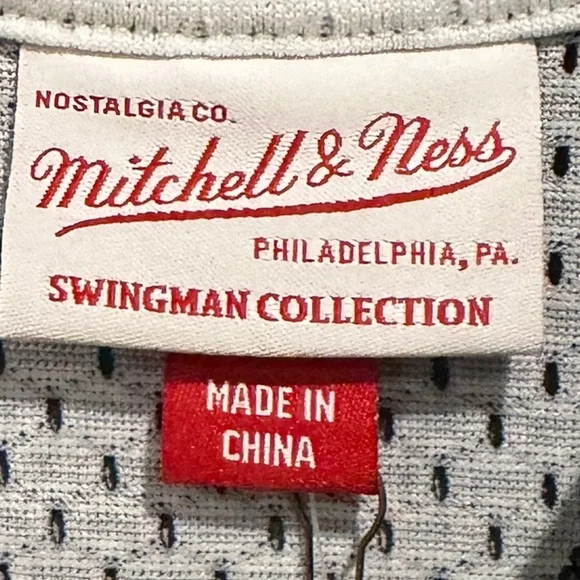 NOSTALGIA CO.
Mitchell & Ness
PHILADELPHIA, PA.
SWINGMAN COLLECTION
MADE IN
CHINA